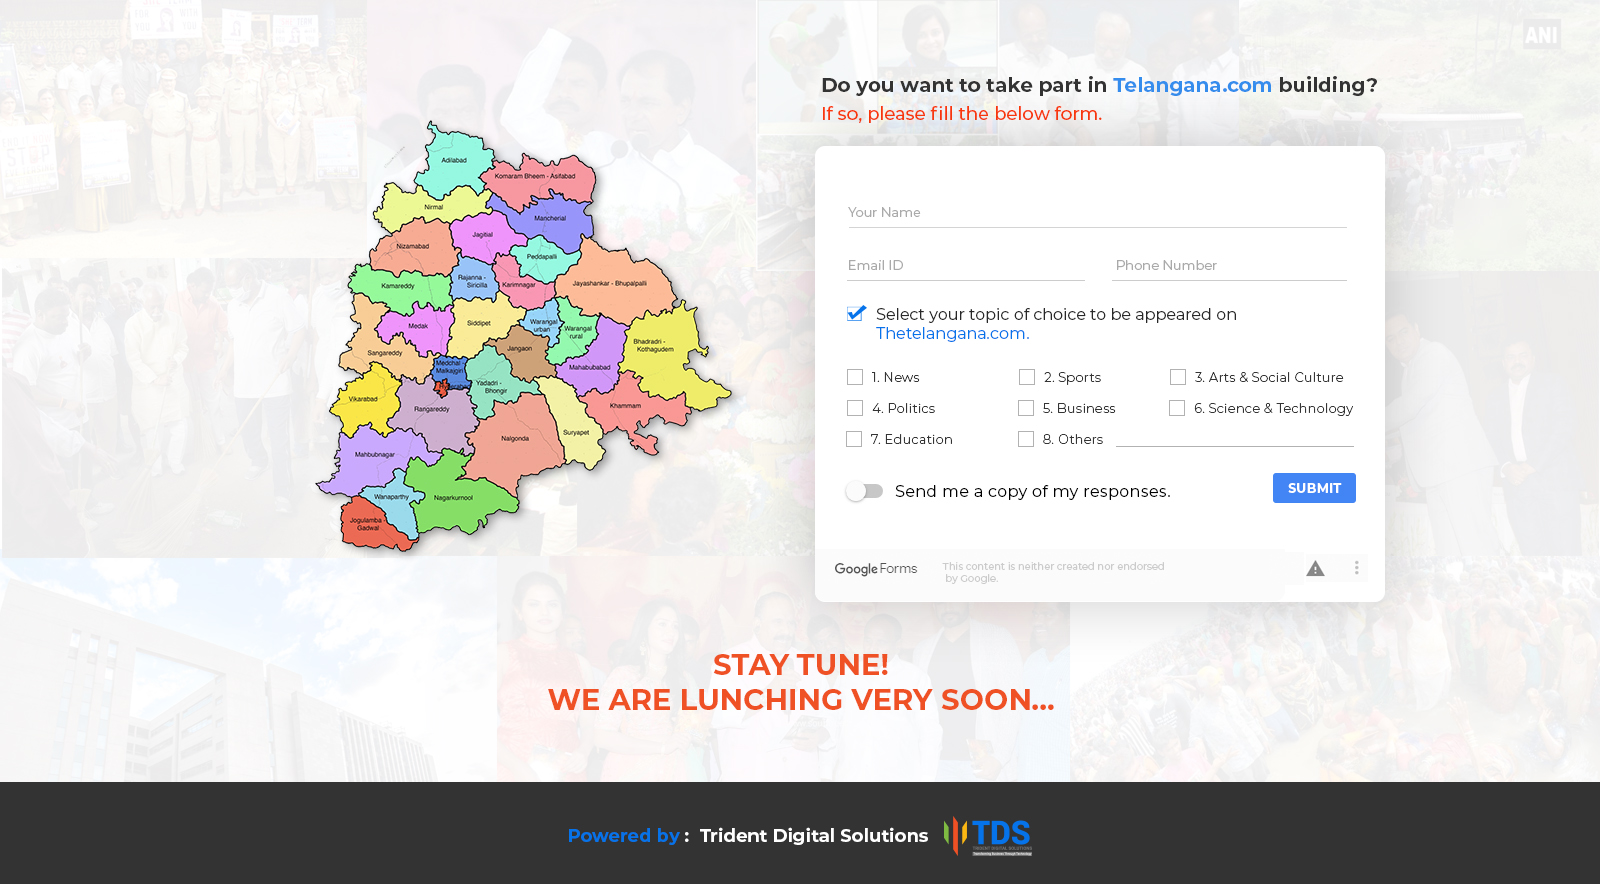 ANI
Do you want to take part in Telangana.com building?
If so, please fill the below form.
Adilabad
Komaram Bheem - Asifabad
Nirmal
Mancherial
Jagitial
Nizamabad
Peddapalli
Rajanna -
Siricilla
Karimnagar
Jayashankar - Bhupalpalli
Kamareddy
Medak
Siddipet
Warangal
urban
Warangal
rural
Jangaon
Bhadradri -
Kothagudem
Sangareddy
Medchal
Malkajgiri
Mahabubabad
Yadadri -
Bhongir
Vikarabad
Rangareddy
Khammam
Suryapet
Nalgonda
Mahbubnagar
Wanaparthy
Nagarkurnool
Jogulamba -
Gadwal
Your Name
Email ID
Phone Number
Select your topic of choice to be appeared on
Thetelangana.com.
1. News
2. Sports
3. Arts & Social Culture
4. Politics
5. Business
6. Science & Technology
7. Education
8. Others
Send me a copy of my responses.
SUBMIT
Google Forms
This content is neither created nor endorsed
by Google.
STAY TUNE!
WE ARE LUNCHING VERY SOON...
Powered by : Trident Digital Solutions
TDS
TRIDENT DIGITAL SOLUTIONS